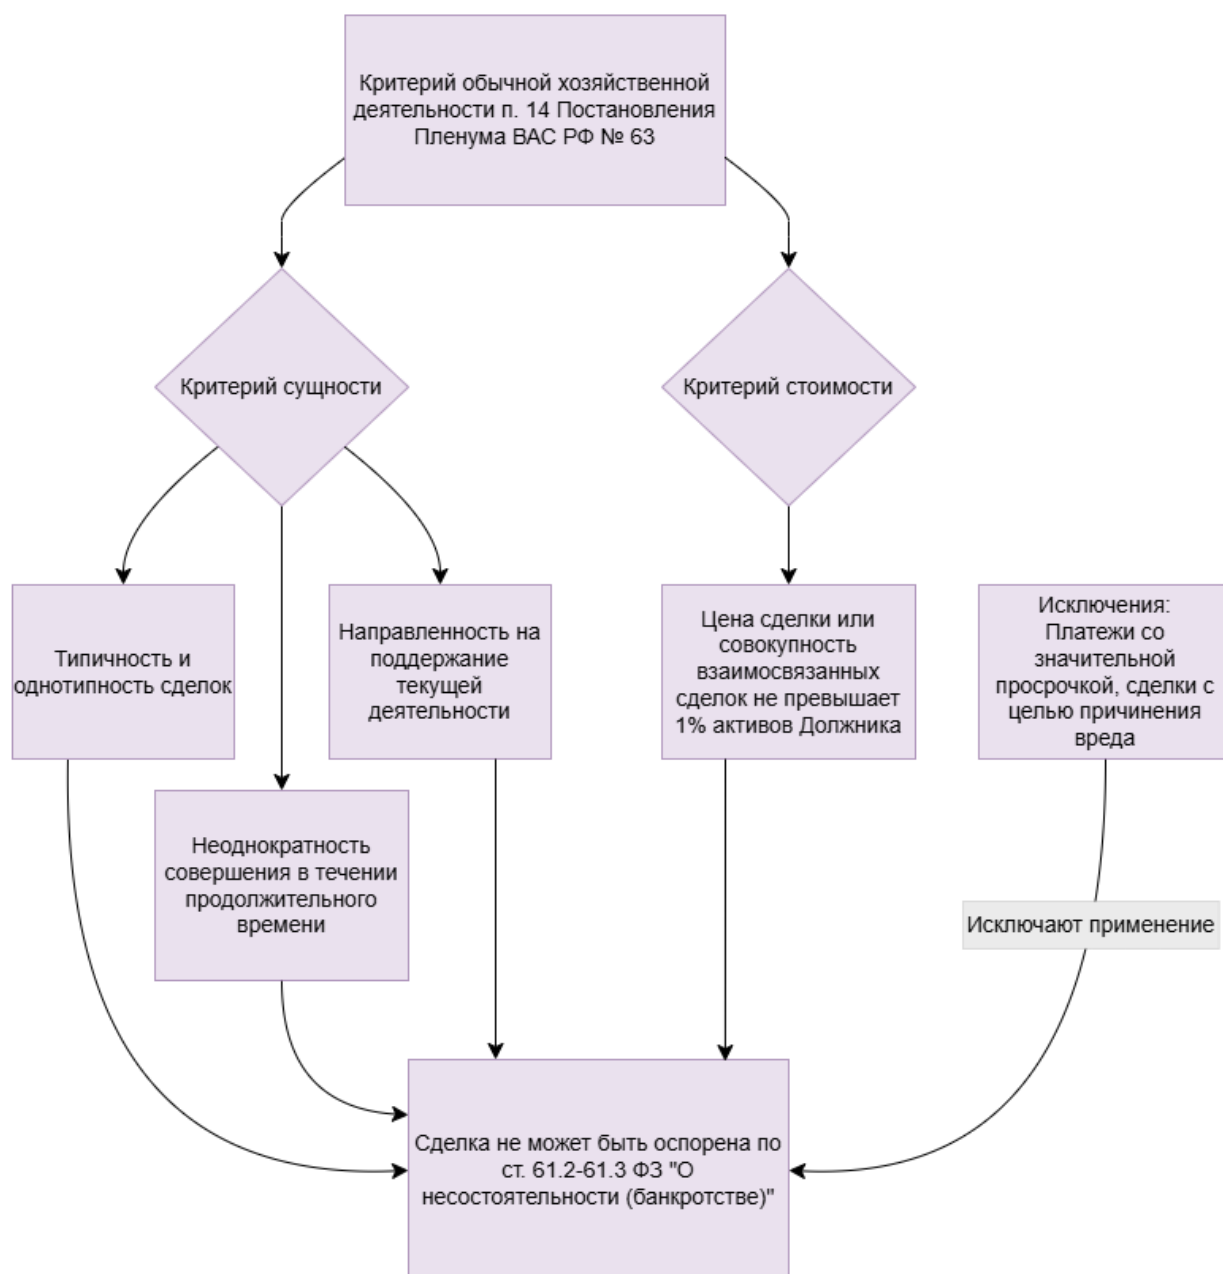 Критерий обычной хозяйственной
деятельности п. 14 Постановления
Пленума ВАС РФ № 63
Критерий сущности
Критерий стоимости
Типичность и
однотипность сделок
Направленность на
поддержание
текущей
деятельности
Цена сделки или
совокупность
взаимосвязанных
сделок не превышает
1% активов Должника
Исключения:
Платежи со
значительной
просрочкой, сделки с
целью причинения
вреда
Неоднократность
совершения в течении
продолжительного
времени
Исключают применение
Сделка не может быть оспорена по
ст. 61.2-61.3 ФЗ "О
несостоятельности (банкротстве)"